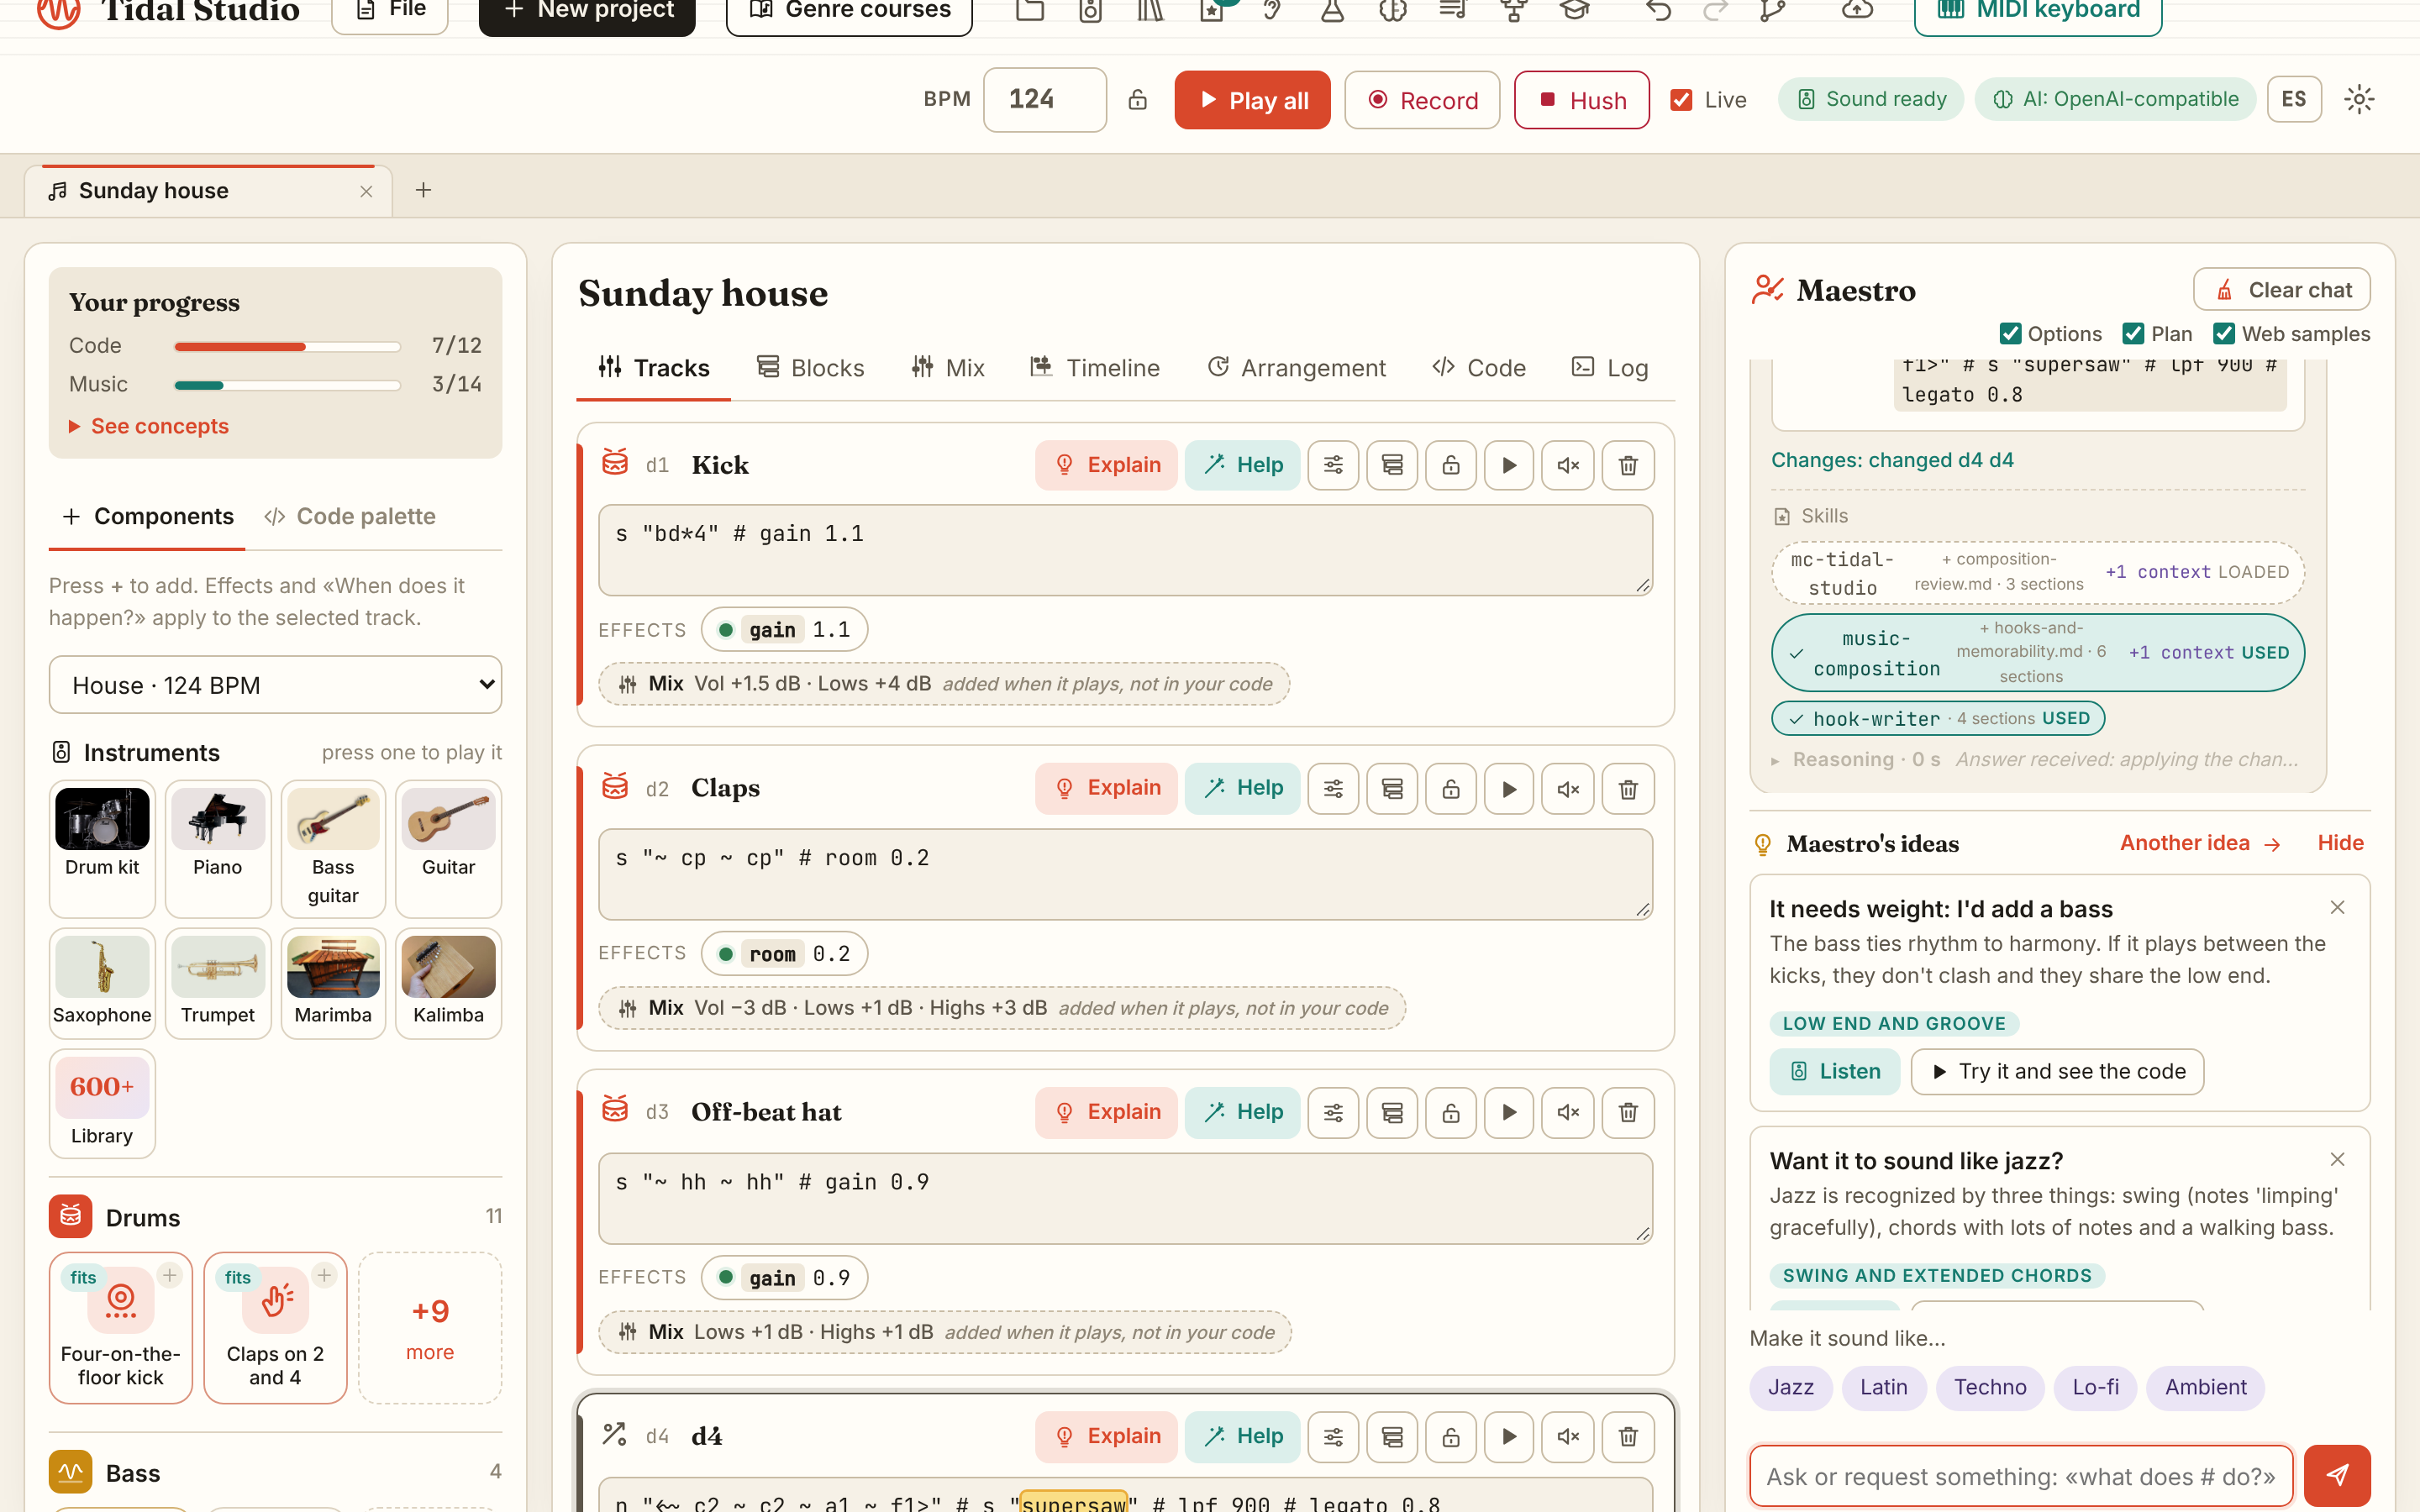 Tidal Studio
File
New project
Genre courses
MIDI keyboard
BPM
124
Play all
Record
Hush
Live
Sound ready
AI: OpenAI-compatible
ES
Sunday house
Your progress
Code
7/12
Music
3/14
See concepts
Components
Code palette
Press + to add. Effects and «When does it
happen?» apply to the selected track.
House · 124 BPM
Instruments
press one to play it
Drum kit
Piano
Bass
guitar
Guitar
Saxophone
Trumpet
Marimba
Kalimba
600+
Library
Drums
11
fits
Four-on-the-
floor kick
fits
Claps on 2
and 4
+9
more
Bass
4
Sunday house
Tracks
Blocks
Mix
Timeline
Arrangement
Code
Log
d1
Kick
Explain
Help
s "bd*4" # gain 1.1
EFFECTS
gain 1.1
Mix Vol +1.5 dB · Lows +4 dB added when it plays, not in your code
d2
Claps
Explain
Help
s "~ cp ~ cp" # room 0.2
EFFECTS
room 0.2
Mix Vol −3 dB · Lows +1 dB · Highs +3 dB added when it plays, not in your code
d3
Off-beat hat
Explain
Help
s "~ hh ~ hh" # gain 0.9
EFFECTS
gain 0.9
Mix Lows +1 dB · Highs +1 dB added when it plays, not in your code
d4
d4
Explain
Help
n "<~ c2 ~ c2 ~ a1 ~ f1>" # s "supersaw" # lpf 900 # legato 0.8
Maestro
Clear chat
Options
Plan
Web samples
f1>" # s "supersaw" # lpf 900 #
legato 0.8
Changes: changed d4 d4
Skills
mc-tidal-
studio
+ composition-
review.md · 3 sections
+1 context LOADED
music-
composition
+ hooks-and-
memorability.md · 6
sections
+1 context USED
hook-writer · 4 sections USED
Reasoning · 0 s Answer received: applying the chan...
Maestro's ideas
Another idea →
Hide
It needs weight: I'd add a bass
The bass ties rhythm to harmony. If it plays between the
kicks, they don't clash and they share the low end.
LOW END AND GROOVE
Listen
Try it and see the code
Want it to sound like jazz?
Jazz is recognized by three things: swing (notes 'limping'
gracefully), chords with lots of notes and a walking bass.
SWING AND EXTENDED CHORDS
Make it sound like...
Jazz
Latin
Techno
Lo-fi
Ambient
Ask or request something: «what does # do?»